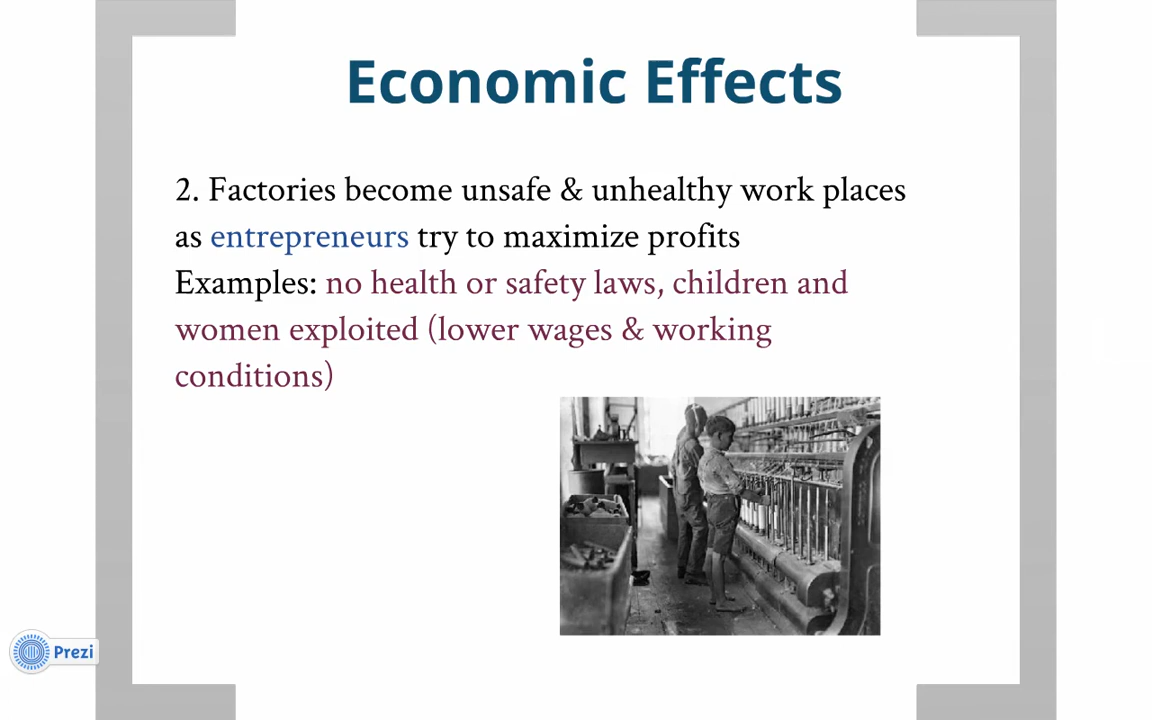 Economic Effects
2. Factories become unsafe & unhealthy work places
as entrepreneurs try to maximize profits
Examples: no health or safety laws, children and
women exploited (lower wages & working
conditions)
Prezi